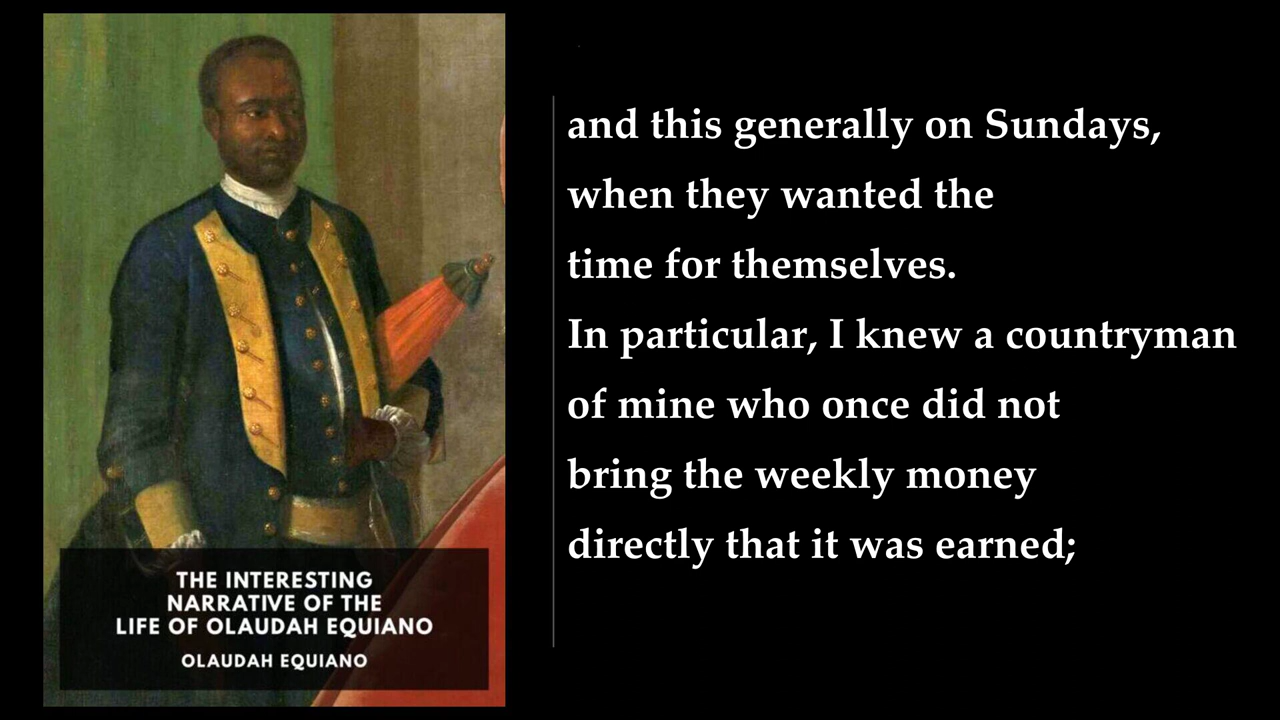 THE INTERESTING
NARRATIVE OF THE
LIFE OF OLAUDAH EQUIANO
OLAUDAH EQUIANO
and this generally on Sundays,
when they wanted the
time for themselves.
In particular, I knew a countryman
of mine who once did not
bring the weekly money
directly that it was earned;